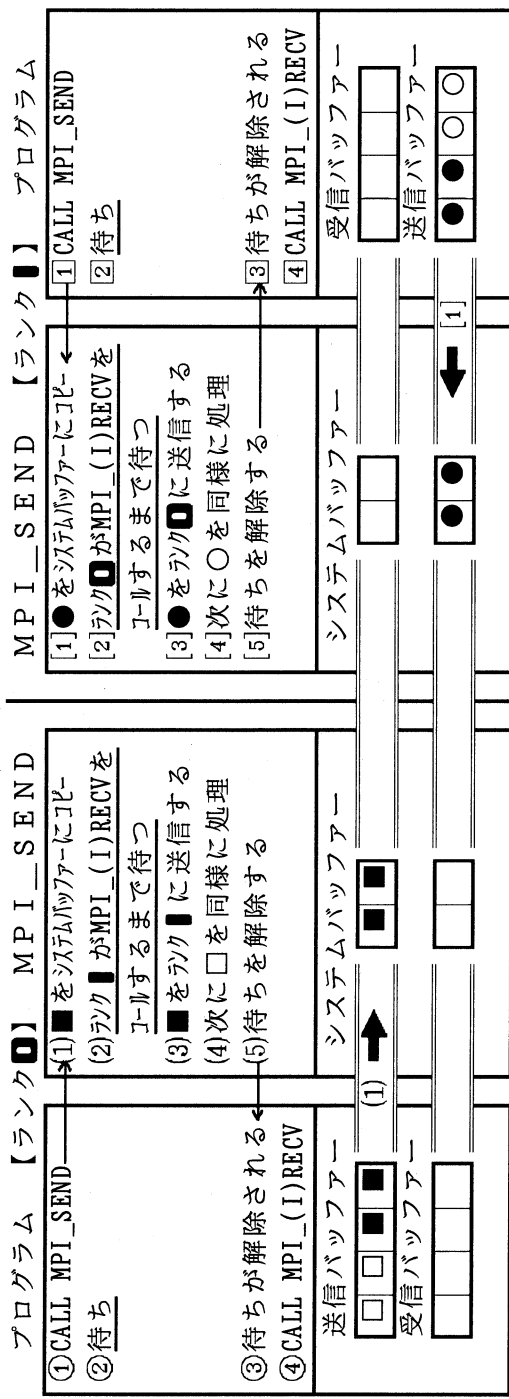 プログラム 【ランク0】 MPI_SEND
①CALL MPI_SEND
②待ち
③待ちが解除される
④CALL MPI_(I)RECV
(1)■をシステムバッファーにコピー
(2)ランク1がMPI_(I)RECVを
コールするまで待つ
(3)■をランク1に送信する
(4)次に□を同様に処理
(5)待ちを解除する
送信バッファー
□□■■
受信バッファー
(1)
システムバッファー
■■
MPI_SEND 【ランク1】 プログラム
[1]●をシステムバッファーにコピー
[2]ランク0がMPI_(I)RECVを
コールするまで待つ
[3]●をランク0に送信する
[4]次に○を同様に処理
[5]待ちを解除する
1 CALL MPI_SEND
2 待ち
3 待ちが解除される
4 CALL MPI_(I)RECV
システムバッファー
●●
[1]
受信バッファー
送信バッファー
●●○○